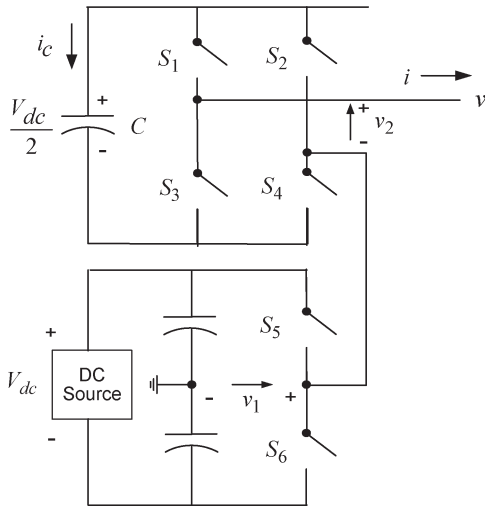 i_c
S_1
S_2
i
v
+
V_dc/2
C
+
v_2
-
-
S_3
S_4
+
S_5
V_dc
DC
Source
-
v_1
+
-
S_6